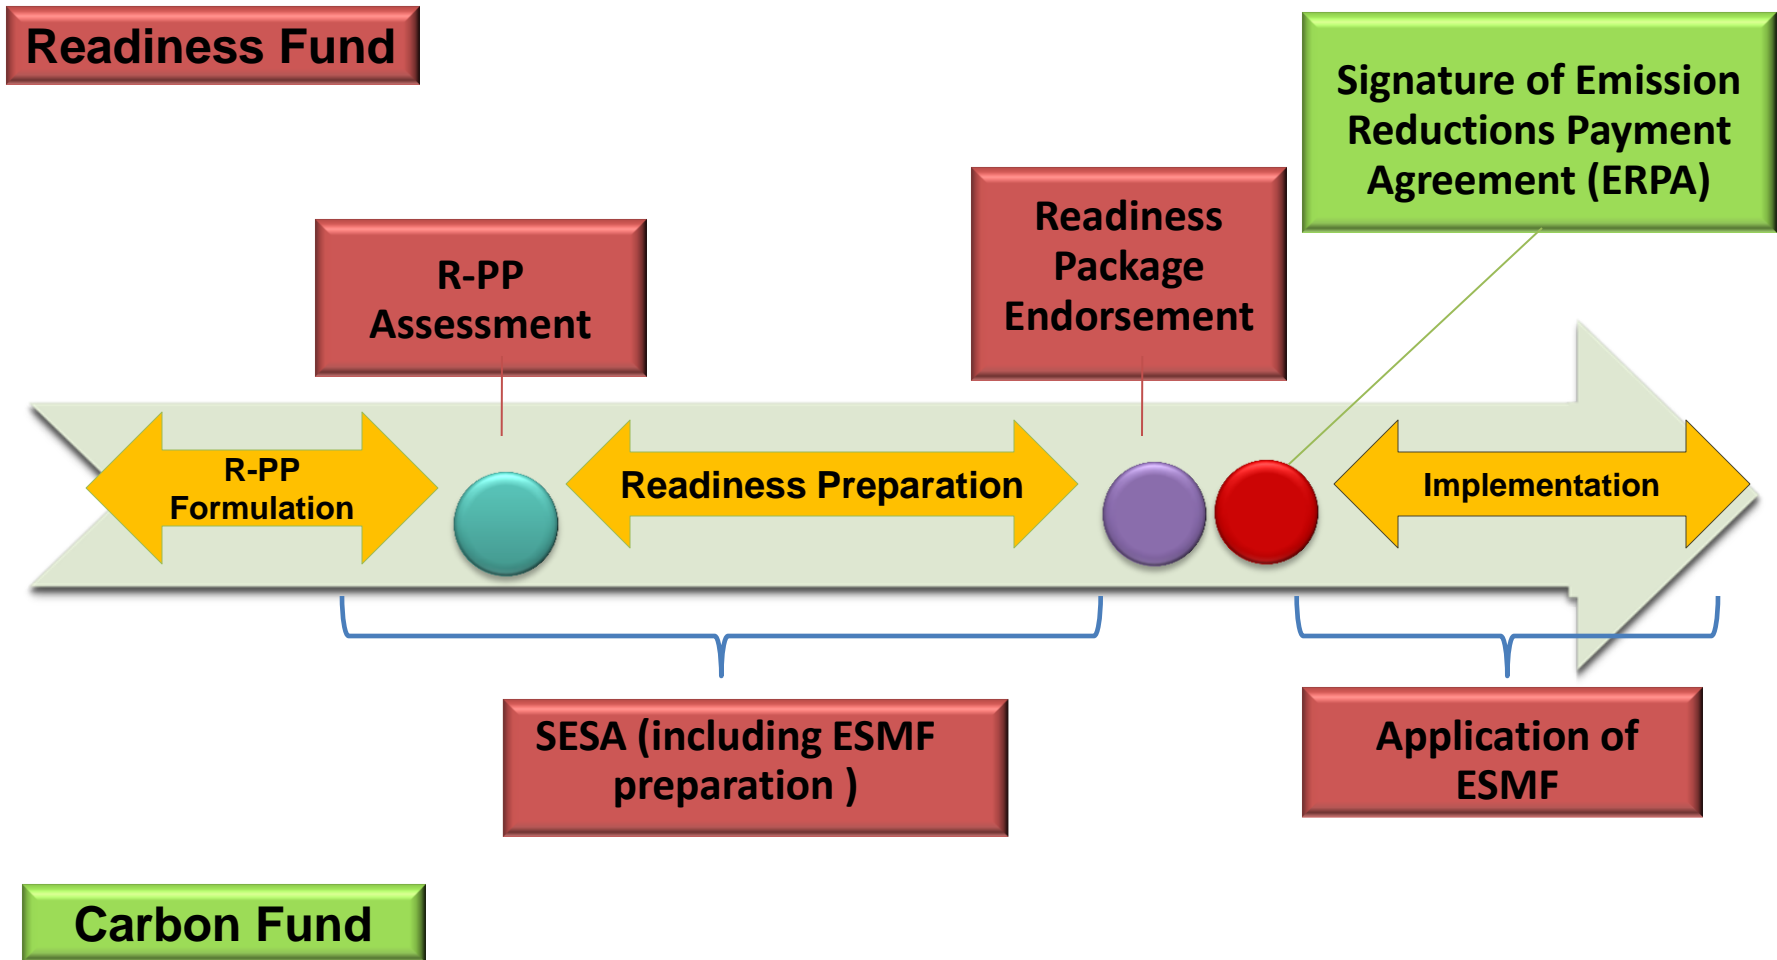 Readiness Fund
Signature of Emission
Reductions Payment
Agreement (ERPA)
Readiness
Package
Endorsement
R-PP
Assessment
R-PP
Formulation
Readiness Preparation
Implementation
SESA (including ESMF
preparation )
Application of
ESMF
Carbon Fund